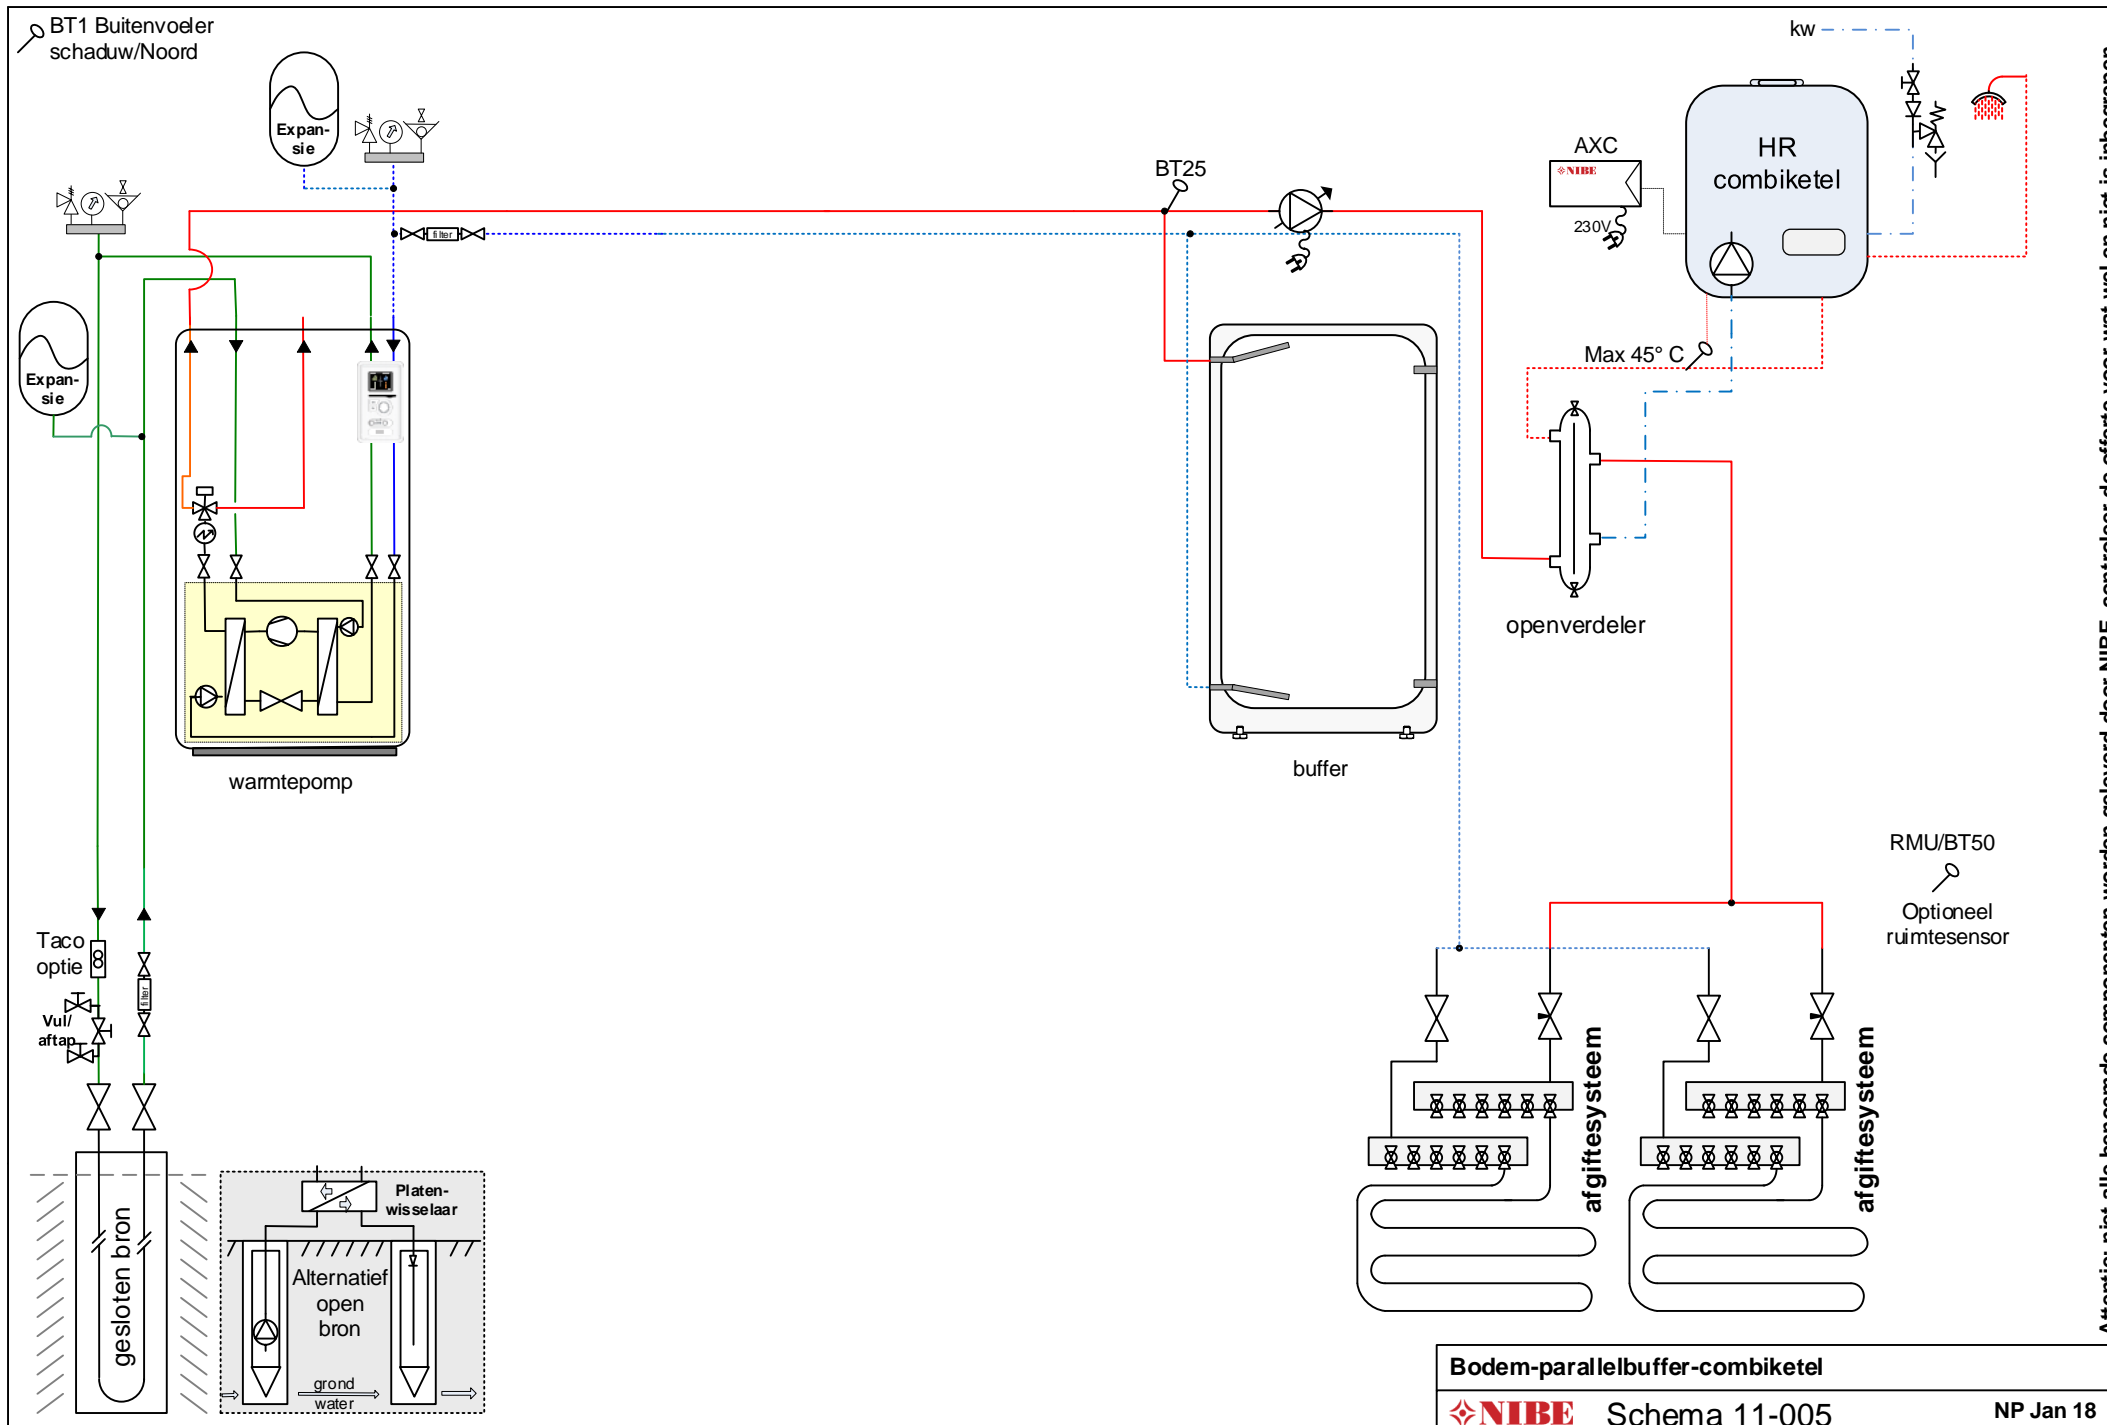 BT1 Buitenvoeler
schaduw/Noord
Expan-
sie
Expan-
sie
filter
BT25
AXC
NIBE
230V
HR
combiketel
kw
Max 45° C
openverdeler
buffer
warmtepomp
RMU/BT50
Optioneel
ruimtesensor
Taco
optie
filter
Vul/
aftap
gesloten bron
Platen-
wisselaar
Alternatief
open
bron
grond
water
afgiftesysteem
afgiftesysteem
Bodem-parallelbuffer-combiketel
NIBE Schema 11-005 NP Jan 18